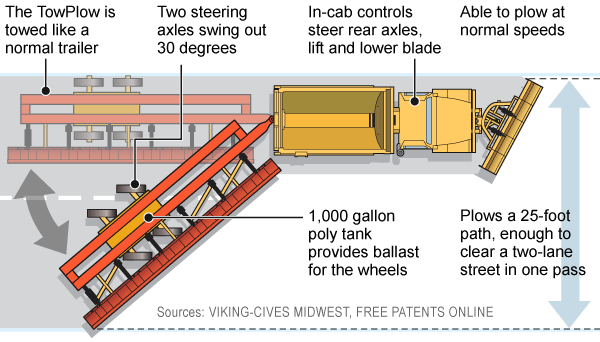 The TowPlow is
towed like a
normal trailer
Two steering
axles swing out
30 degrees
In-cab controls
steer rear axles,
lift and lower blade
Able to plow at
normal speeds
1,000 gallon
poly tank
provides ballast
for the wheels
Plows a 25-foot
path, enough to
clear a two-lane
street in one pass
Sources: VIKING-CIVES MIDWEST, FREE PATENTS ONLINE